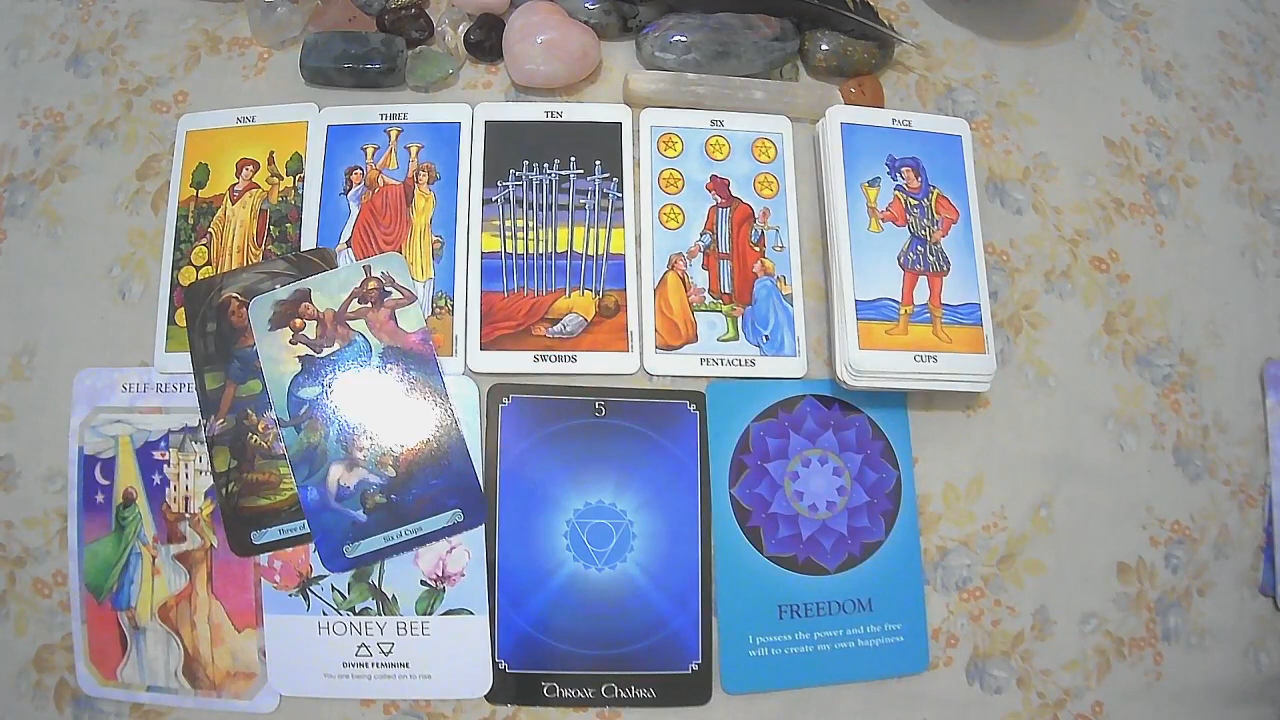 NINE
THREE
TEN
SIX
PAGE
SWORDS
PENTACLES
CUPS
SELF-RESPE
Three of
Six of Cups
5
HONEY BEE
DIVINE FEMININE
You are being called on to rise
Throat Chakra
FREEDOM
I possess the power and the free
will to create my own happiness